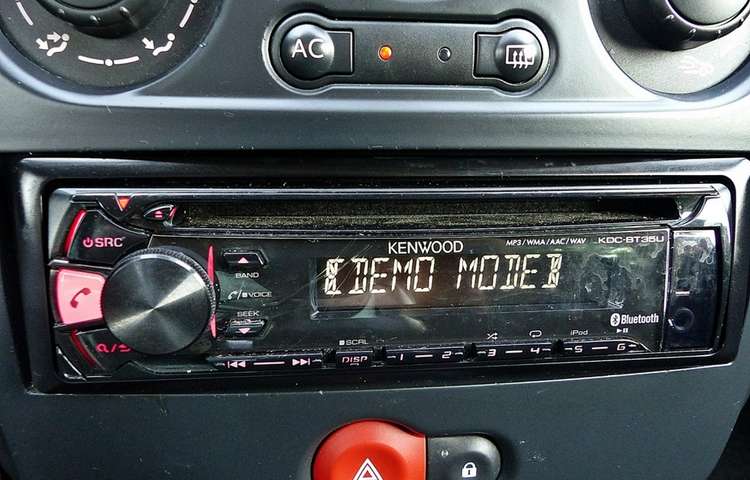 AC
KENWOOD
MP3/WMA/AAC/WAV KDC-BT35U
SRC
BAND
VOICE
[DEMO MODE]
SEEK
Bluetooth
SCRL
iPod
DISP 1 2 3 4 5 6